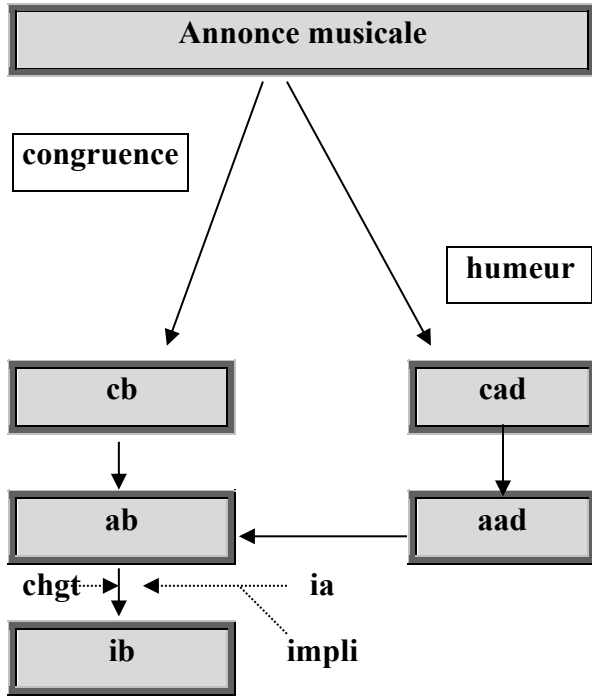 Annonce musicale
congruence
humeur
cb
cad
ab
aad
chgt
ia
ib
impli